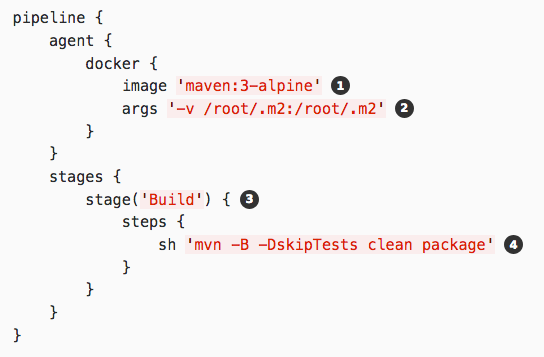 pipeline {
    agent {
        docker {
            image 'maven:3-alpine' 1
            args '-v /root/.m2:/root/.m2' 2
        }
    }
    stages {
        stage('Build') { 3
            steps {
                sh 'mvn -B -DskipTests clean package' 4
            }
        }
    }
}